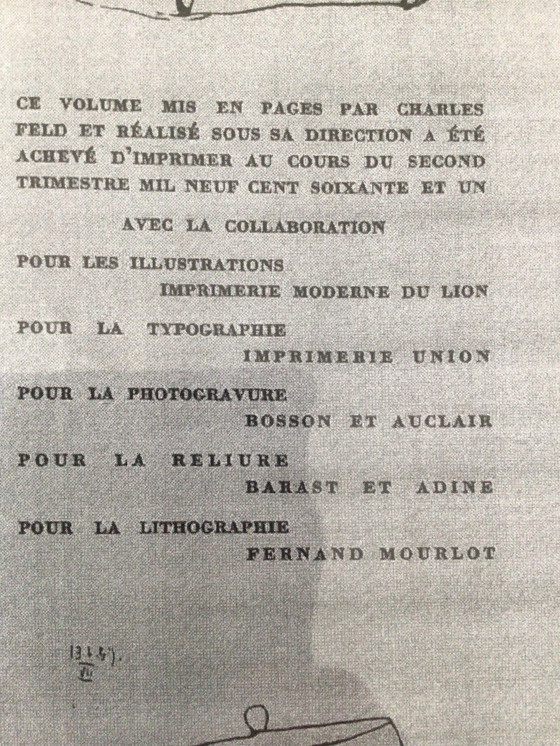 CE VOLUME MIS EN PAGES PAR CHARLES
FELD ET RÉALISÉ SOUS SA DIRECTION A ÉTÉ
ACHEVÉ D'IMPRIMER AU COURS DU SECOND
TRIMESTRE MIL NEUF CENT SOIXANTE ET UN
AVEC LA COLLABORATION
POUR LES ILLUSTRATIONS
IMPRIMERIE MODERNE DU LION
POUR LA TYPOGRAPHIE
IMPRIMERIE UNION
POUR LA PHOTOGRAVURE
BOSSON ET AUCLAIR
POUR LA RELIURE
BARAST ET ADINE
POUR LA LITHOGRAPHIE
FERNAND MOURLOT